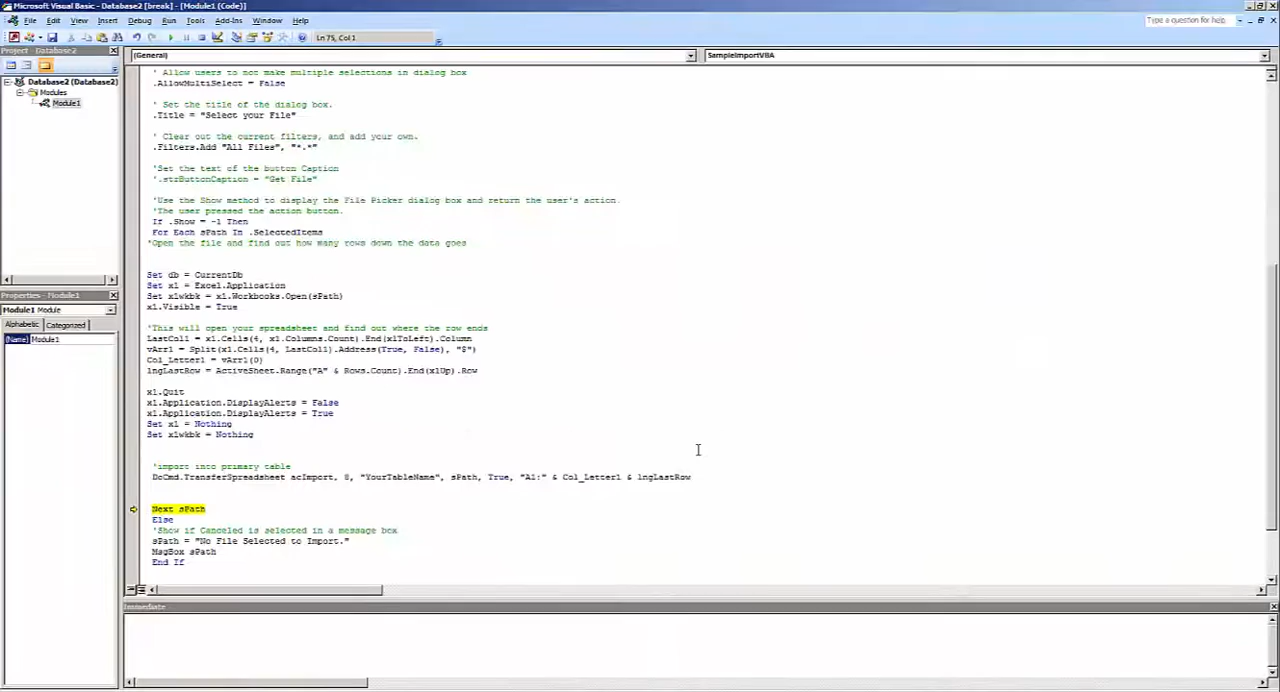 Microsoft Visual Basic - Database2 [break] - [Module1 (Code)]
File Edit View Insert Debug Run Tools Add-Ins Window Help
Type a question for help
Ln 75, Col 1
Project - Database2
(General)
SampleImportVBA
Database2 (Database2)
Modules
Module1
' Allow users to not make multiple selections in dialog box
.AllowMultiSelect = False
' Set the title of the dialog box.
.Title = "Select your File"
' Clear out the current filters, and add your own.
.Filters.Add "All Files", "*.*"
'Set the text of the button Caption
'.strButtonCaption = "Get File"
'Use the Show method to display the File Picker dialog box and return the user's action.
'The user pressed the action button.
If .Show = -1 Then
For Each sPath In .SelectedItems
'Open the file and find out how many rows down the data goes
Set db = CurrentDb
Set xl = Excel.Application
Set xlwkbk = xl.Workbooks.Open(sPath)
xl.Visible = True
'This will open your spreadsheet and find out where the row ends
LastCol1 = xl.Cells(4, xl.Columns.Count).End(xlToLeft).Column
vArr1 = Split(xl.Cells(4, LastCol1).Address(True, False), "$")
Col_Letter1 = vArr1(0)
lngLastRow = ActiveSheet.Range("A" & Rows.Count).End(xlUp).Row
xl.Quit
xl.Application.DisplayAlerts = False
xl.Application.DisplayAlerts = True
Set xl = Nothing
Set xlwkbk = Nothing
'import into primary table
DoCmd.TransferSpreadsheet acImport, 8, "YourTableName", sPath, True, "A1:" & Col_Letter1 & lngLastRow
Next sPath
Else
'Show if Canceled is selected in a message box
sPath = "No File Selected to Import."
MsgBox sPath
End If
Properties - Module1
Module1 Module
Alphabetic Categorized
(Name) Module1
Immediate